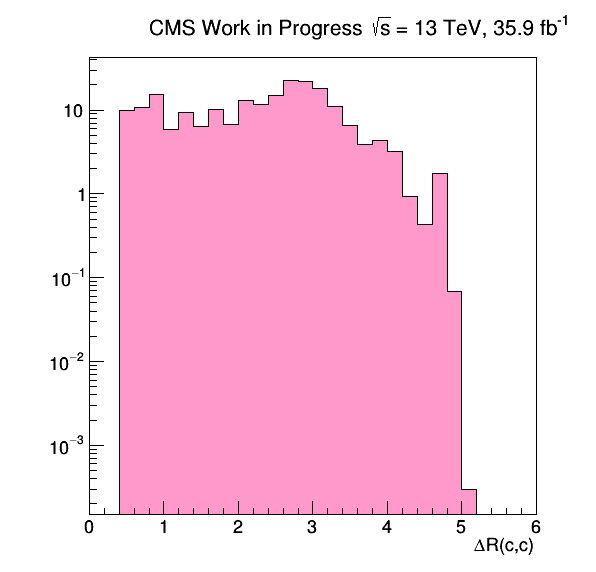 CMS Work in Progress √s = 13 TeV, 35.9 fb⁻¹
10
1
10⁻¹
10⁻²
10⁻³
0 1 2 3 4 5 6
ΔR(c,c)